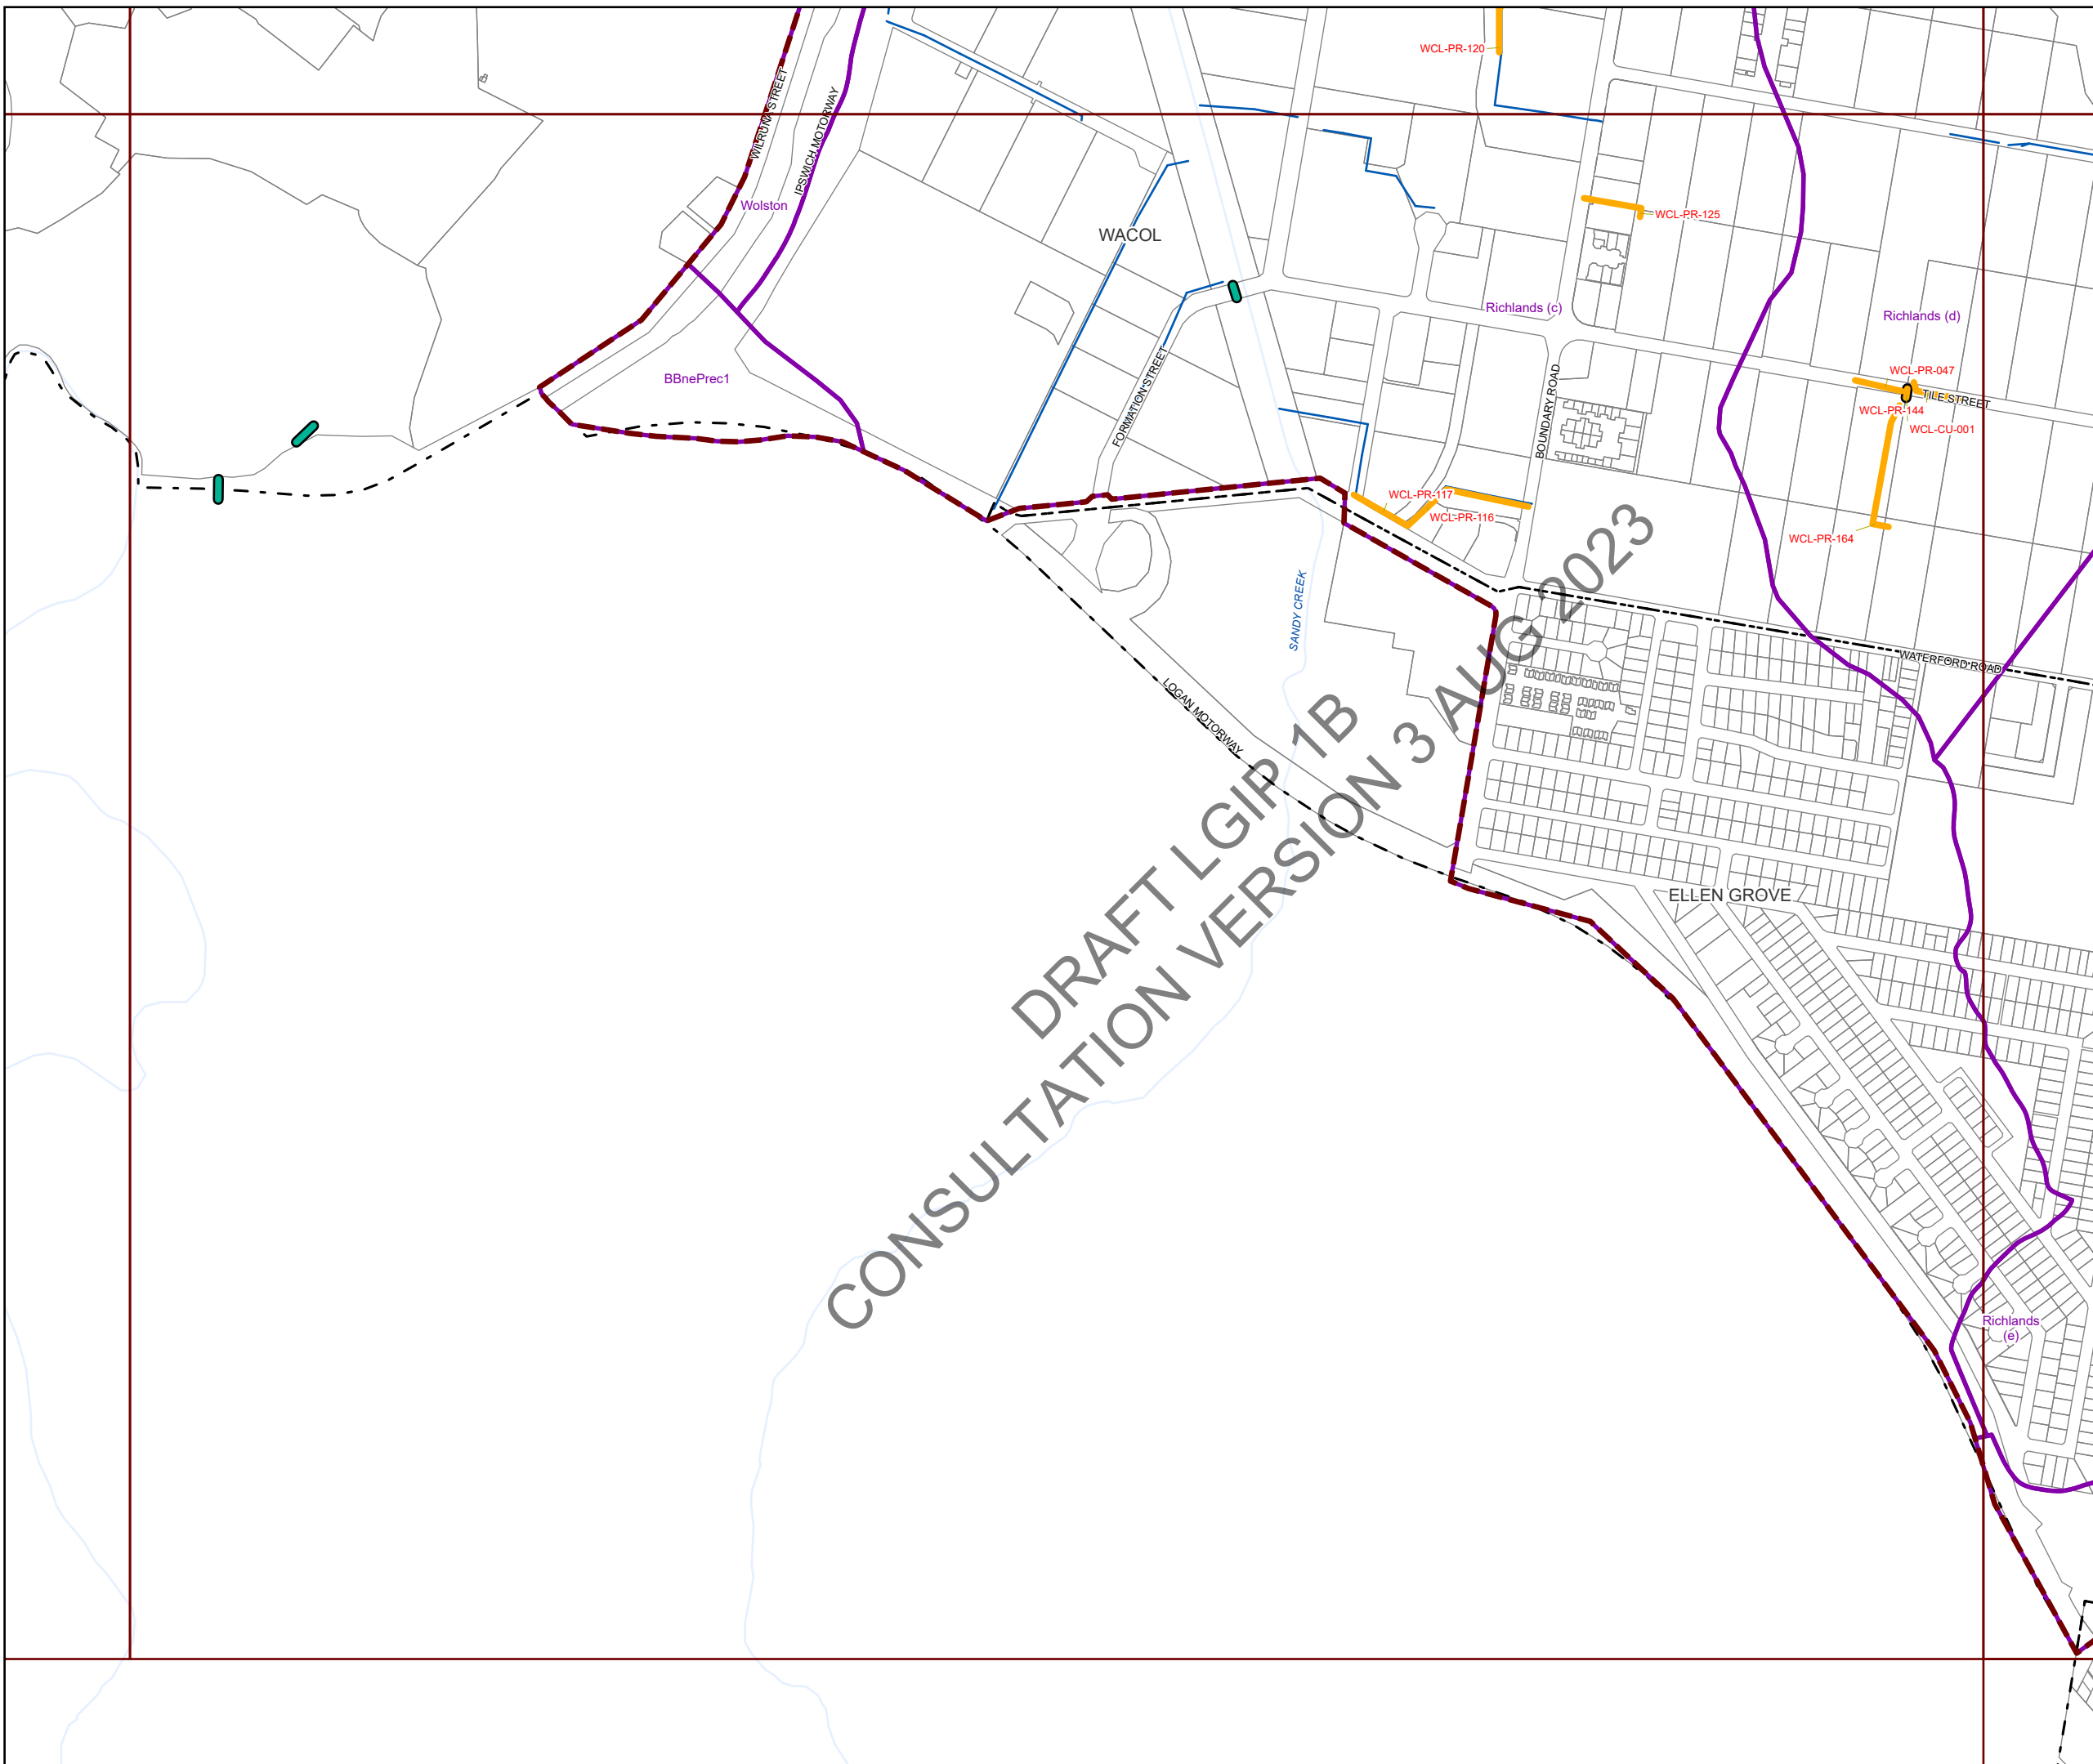 WCL-PR-120
WILRUNA STREET
IPSWICH MOTORWAY
Wolston
WCL-PR-125
WACOL
Richlands (c)
Richlands (d)
BBnePrec1
FORMATION STREET
BOUNDARY ROAD
WCL-PR-047
TILE STREET
WCL-PR-144
WCL-CU-001
WCL-PR-117
WCL-PR-116
WCL-PR-164
SANDY CREEK
WATERFORD ROAD
LOGAN MOTORWAY
DRAFT LGIP 1B
CONSULTATION VERSION 3 AUG 2023
ELLEN GROVE
Richlands
(e)